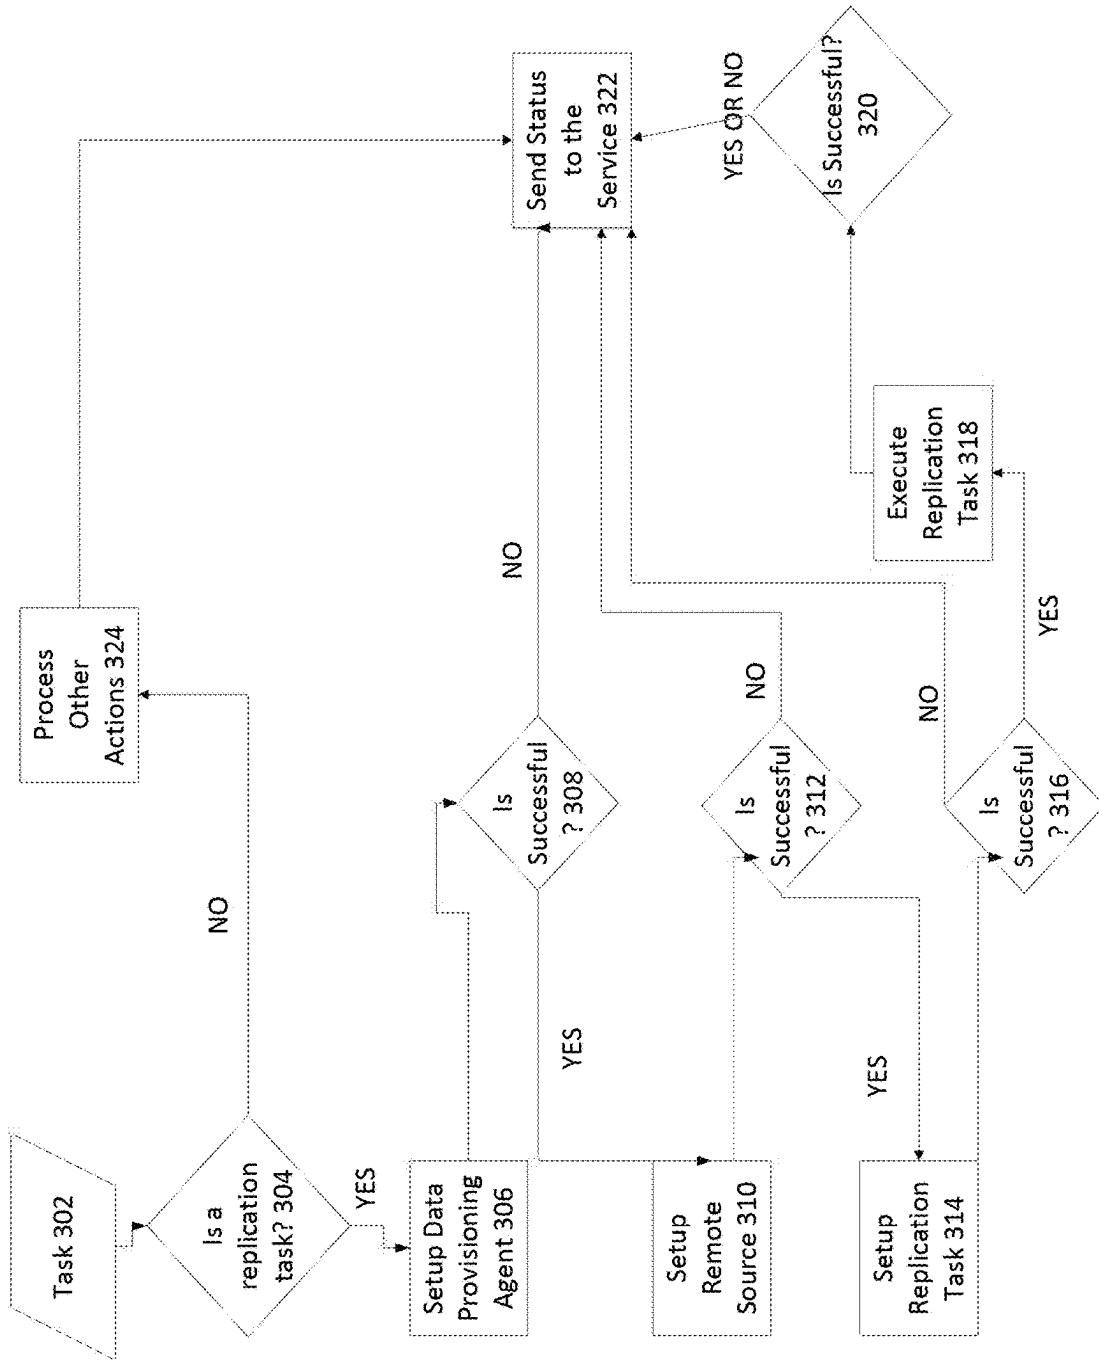 Task 302
Is a
replication
task? 304
NO
Process
Other
Actions 324
YES
Setup Data
Provisioning
Agent 306
Is
Successful
? 308
NO
YES
Setup
Remote
Source 310
Is
Successful
? 312
NO
YES
Setup
Replication
Task 314
Is
Successful
? 316
NO
YES
Execute
Replication
Task 318
Is Successful?
320
YES OR NO
Send Status
to the
Service 322